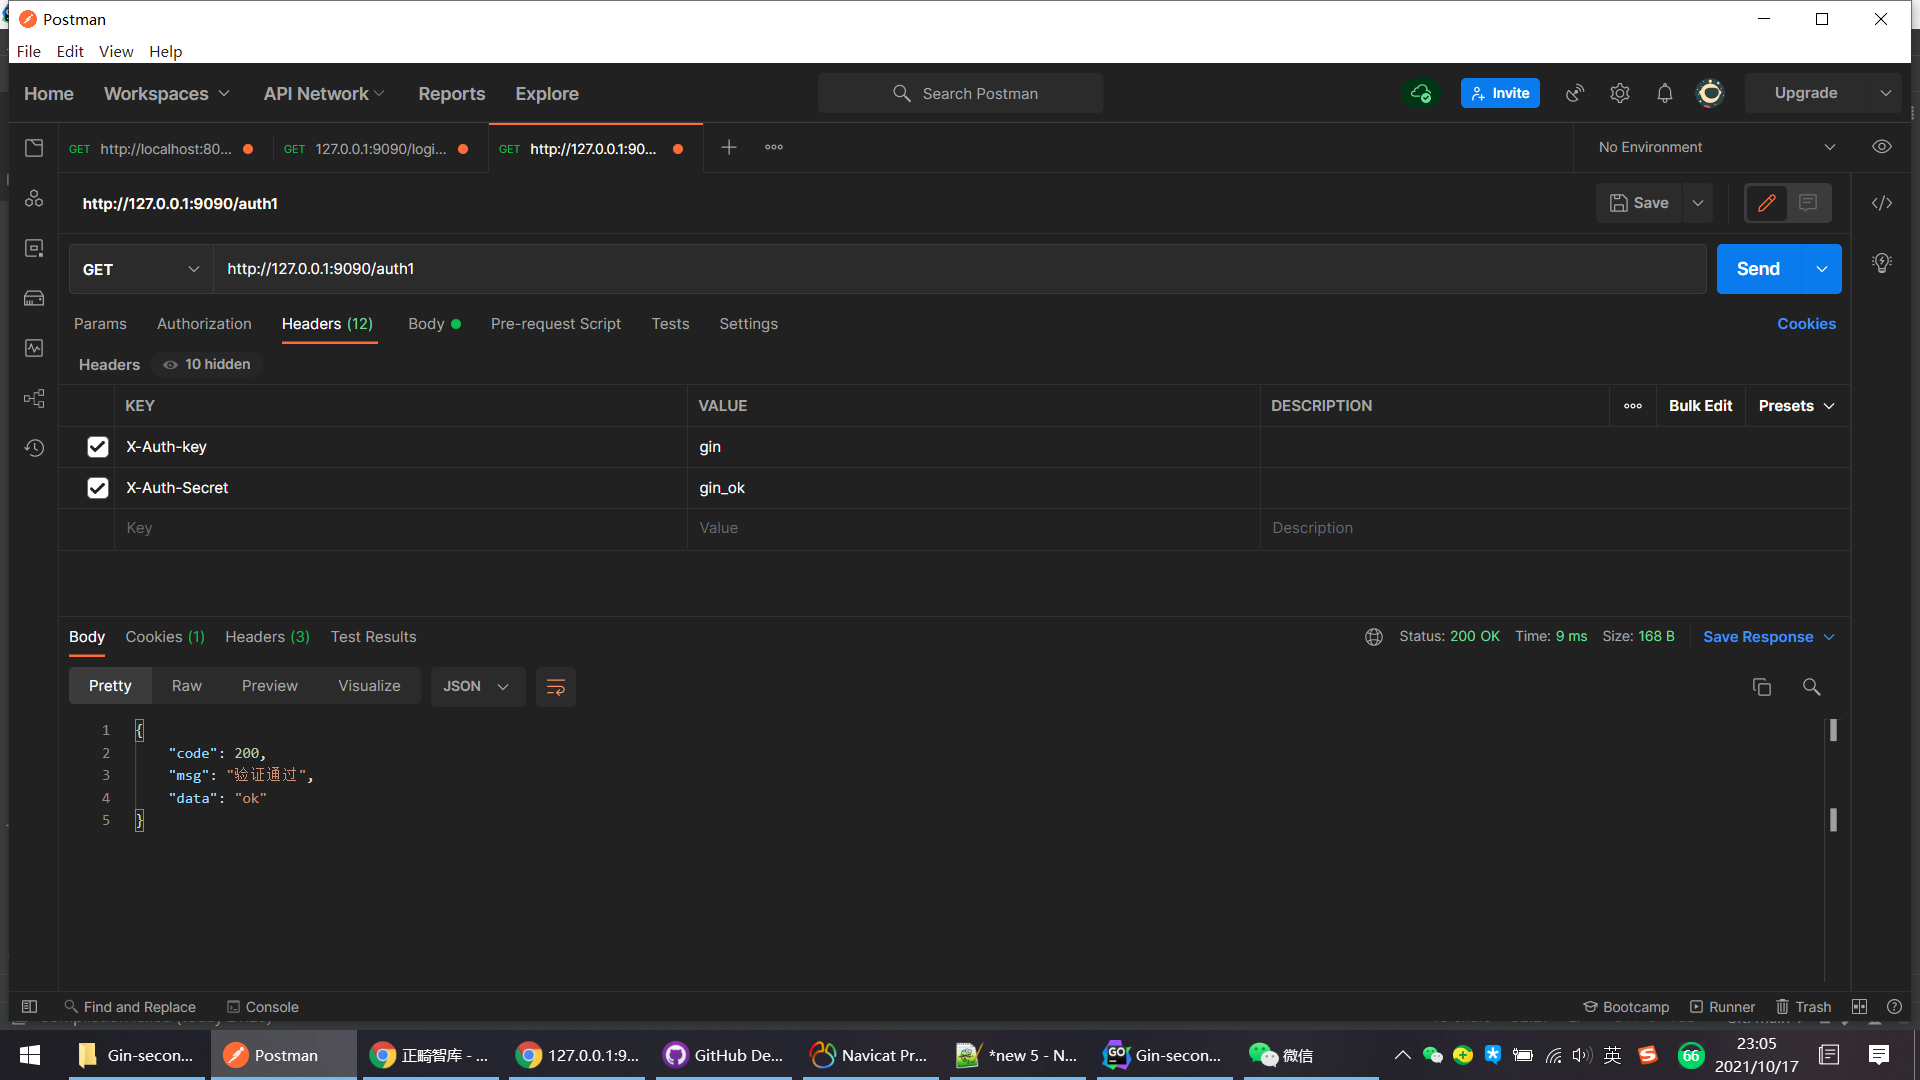 Postman
File Edit View Help
Home Workspaces API Network Reports Explore Search Postman Invite Upgrade
GET http://localhost:80... GET 127.0.0.1:9090/logi... GET http://127.0.0.1:90... No Environment
http://127.0.0.1:9090/auth1 Save
GET http://127.0.0.1:9090/auth1 Send
Params Authorization Headers (12) Body Pre-request Script Tests Settings Cookies
Headers 10 hidden
KEY VALUE DESCRIPTION Bulk Edit Presets
X-Auth-key gin
X-Auth-Secret gin_ok
Key Value Description
Body Cookies (1) Headers (3) Test Results Status: 200 OK Time: 9 ms Size: 168 B Save Response
Pretty Raw Preview Visualize JSON
1 {
2 "code": 200,
3 "msg": "验证通过",
4 "data": "ok"
5 }
Find and Replace Console Bootcamp Runner Trash
Gin-secon... Postman 正畸智库 - ... 127.0.0.1:9... GitHub De... Navicat Pr... *new 5 - N... GO Gin-secon... 微信 英 66 23:05
2021/10/17